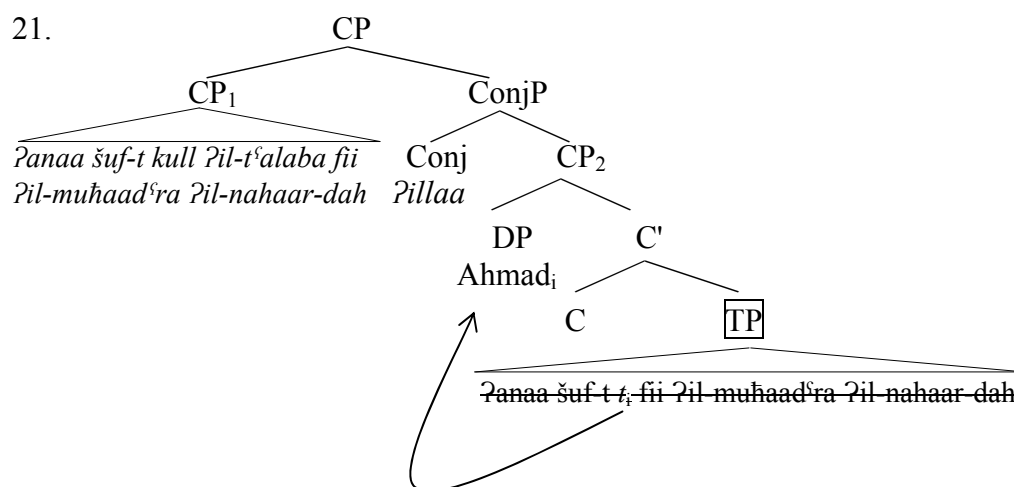 21.
CP
CP₁ ConjP
ʔanaa šuf-t kull ʔil-tˤalaba fii Conj CP₂
ʔil-muħaadˤra ʔil-nahaar-dah ʔillaa
DP C'
Ahmadᵢ
C TP
ʔanaa šuf-t tᵢ fii ʔil-muħaadˤra ʔil-nahaar-dah